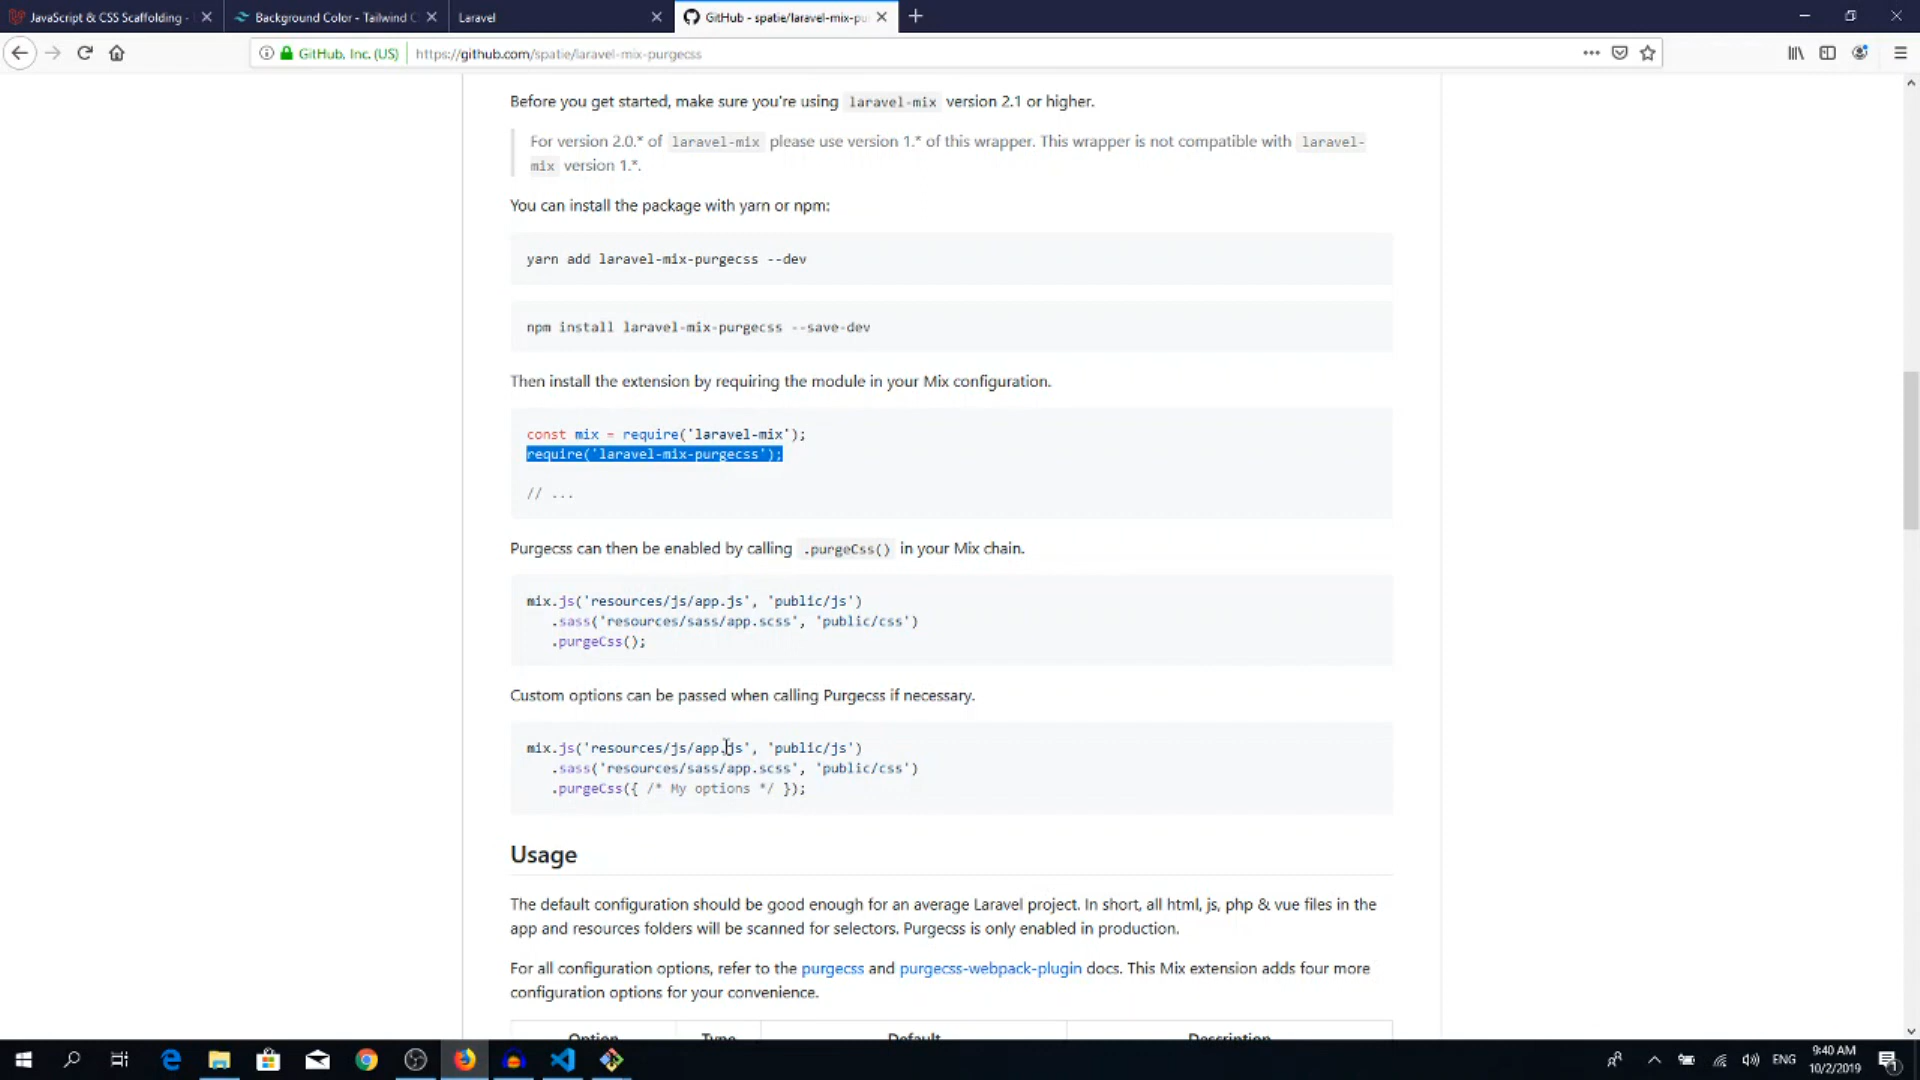 JavaScript & CSS Scaffolding -
Background Color - Tailwind C
Laravel
GitHub - spatie/laravel-mix-pu
GitHub, Inc. (US)
https://github.com/spatie/laravel-mix-purgecss
Before you get started, make sure you're using laravel-mix version 2.1 or higher.
For version 2.0.* of laravel-mix please use version 1.* of this wrapper. This wrapper is not compatible with laravel-
mix version 1.*.
You can install the package with yarn or npm:
yarn add laravel-mix-purgecss --dev
npm install laravel-mix-purgecss --save-dev
Then install the extension by requiring the module in your Mix configuration.
const mix = require('laravel-mix');
require('laravel-mix-purgecss');
// ...
Purgecss can then be enabled by calling .purgeCss() in your Mix chain.
mix.js('resources/js/app.js', 'public/js')
.sass('resources/sass/app.scss', 'public/css')
.purgeCss();
Custom options can be passed when calling Purgecss if necessary.
mix.js('resources/js/app.js', 'public/js')
.sass('resources/sass/app.scss', 'public/css')
.purgeCss({ /* My options */ });
Usage
The default configuration should be good enough for an average Laravel project. In short, all html, js, php & vue files in the
app and resources folders will be scanned for selectors. Purgecss is only enabled in production.
For all configuration options, refer to the purgecss and purgecss-webpack-plugin docs. This Mix extension adds four more
configuration options for your convenience.
Option Type Default Description
ENG
9:40 AM
10/2/2019
1